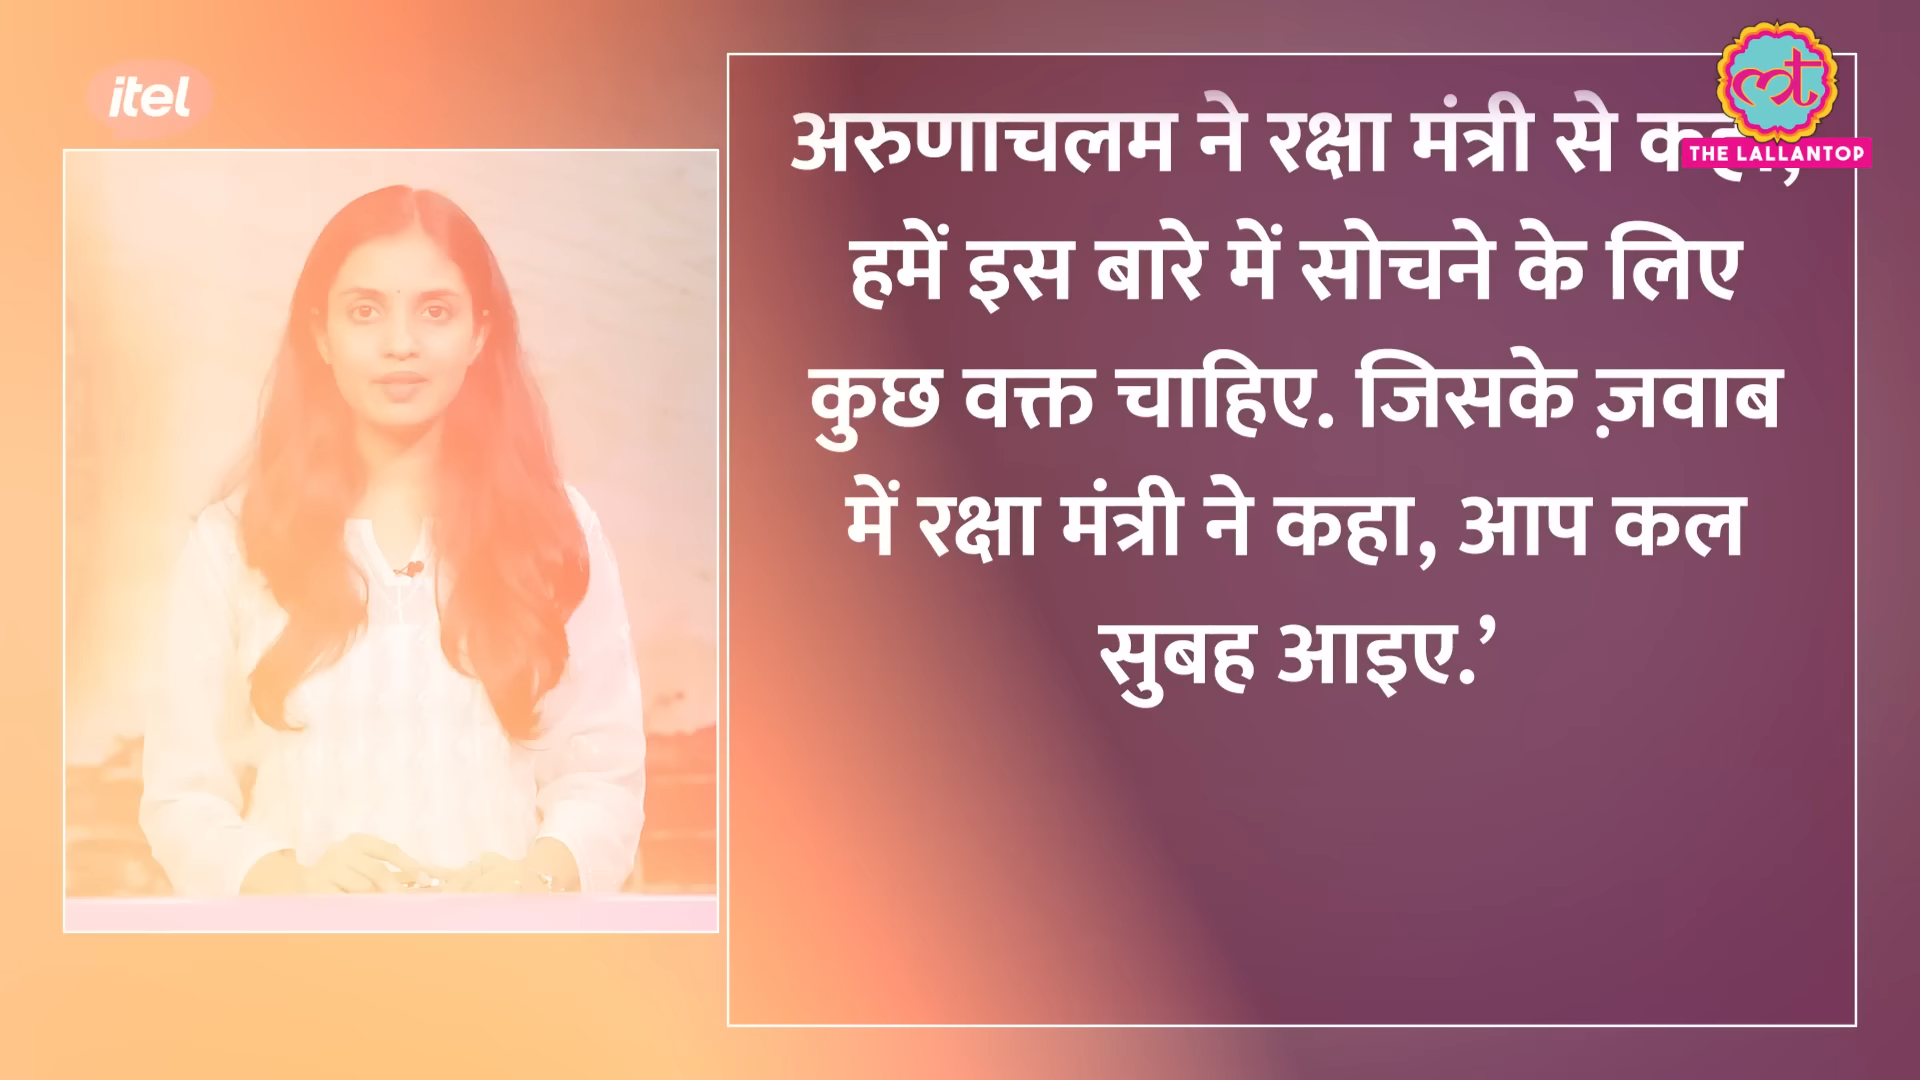 itel
अरुणाचलम ने रक्षा मंत्री से
THE LALLANTOP
हमें इस बारे में सोचने के लिए
कुछ वक्त चाहिए. जिसके ज़वाब
में रक्षा मंत्री ने कहा, आप कल
सुबह आइए.’